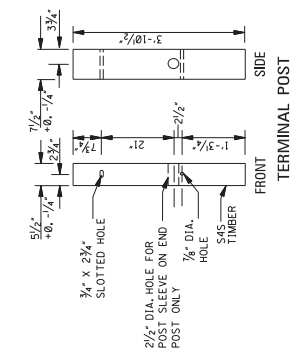 5½"
+0, -¼"
2¾"
7½"
+0, -¼"
3¾"
7¾"
21"
2½"
1'-3¾"
3'-10½"
¾" X 2¾"
SLOTTED HOLE
2½" DIA. HOLE FOR
POST SLEEVE ON END
POST ONLY
⅞" DIA.
HOLE
S4S
TIMBER
FRONT
SIDE
TERMINAL POST